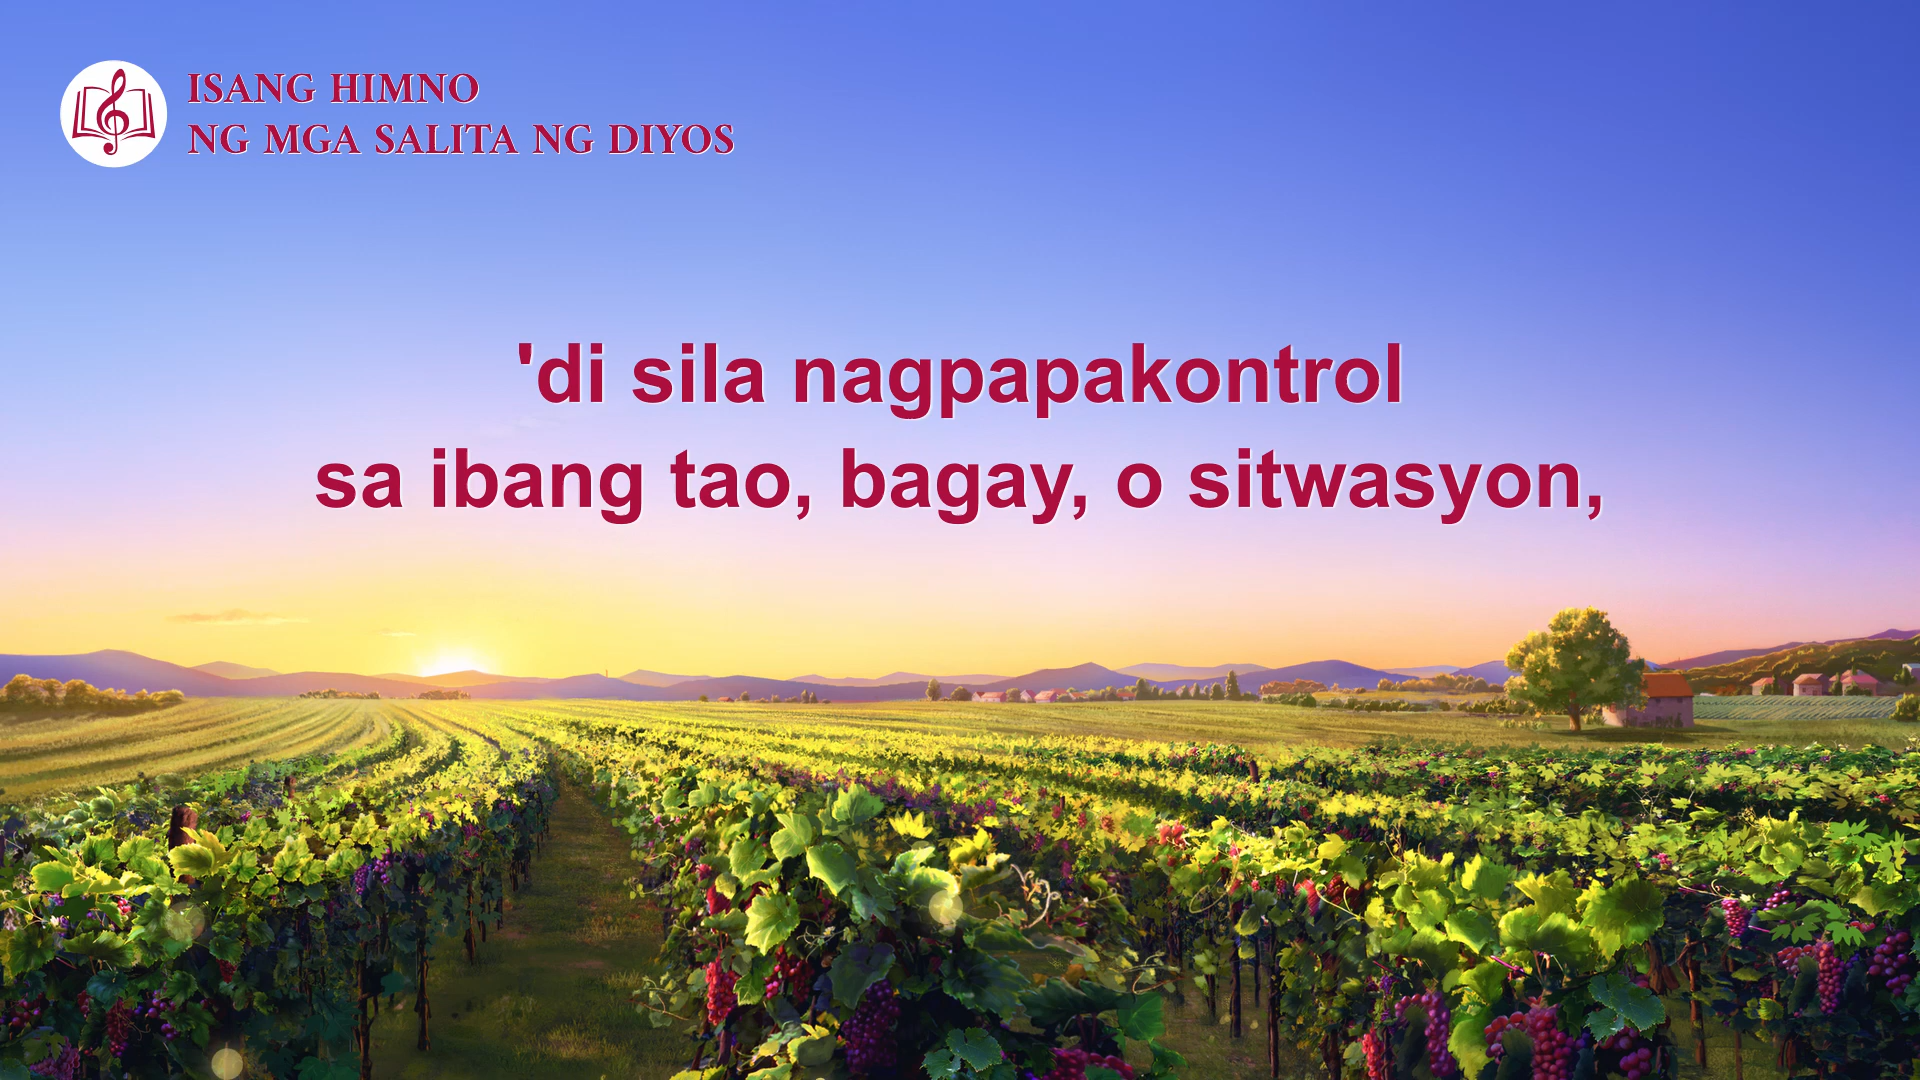 ISANG HIMNO
NG MGA SALITA NG DIYOS
'di sila nagpapakontrol
sa ibang tao, bagay, o sitwasyon,